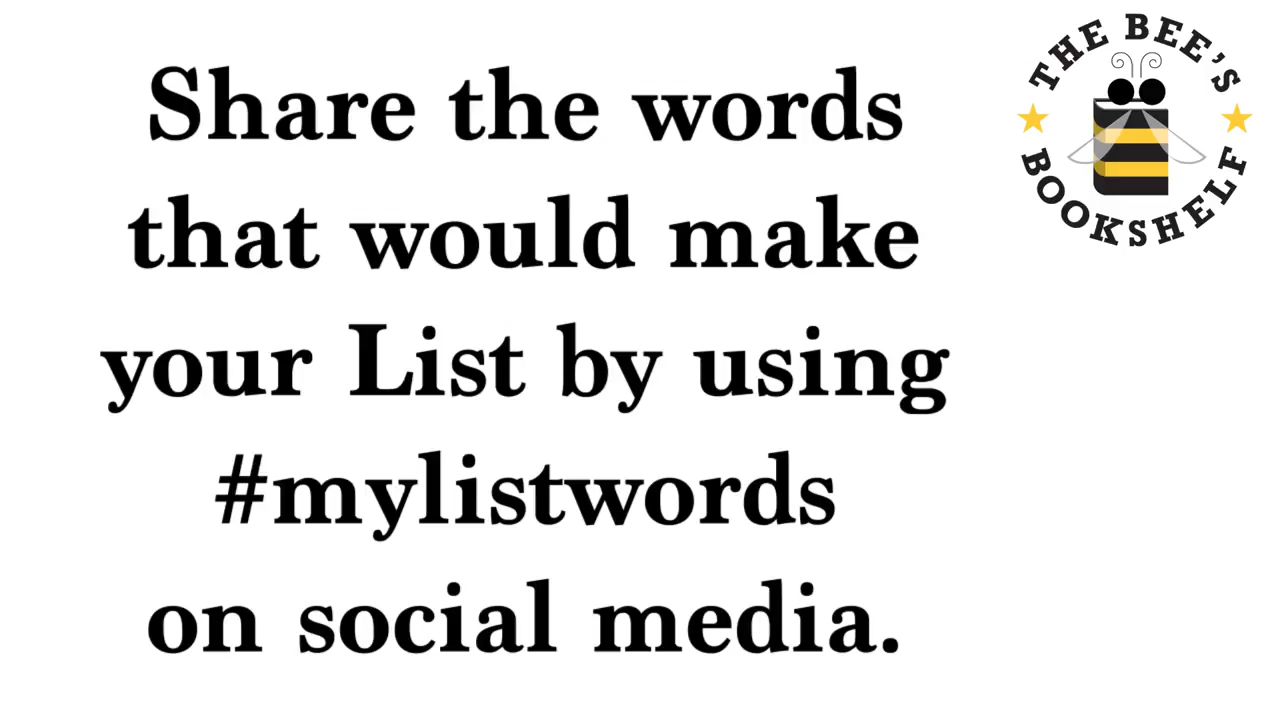 Share the words
that would make
your List by using
#mylistwords
on social media.
THE BEE'S
BOOKSHELF